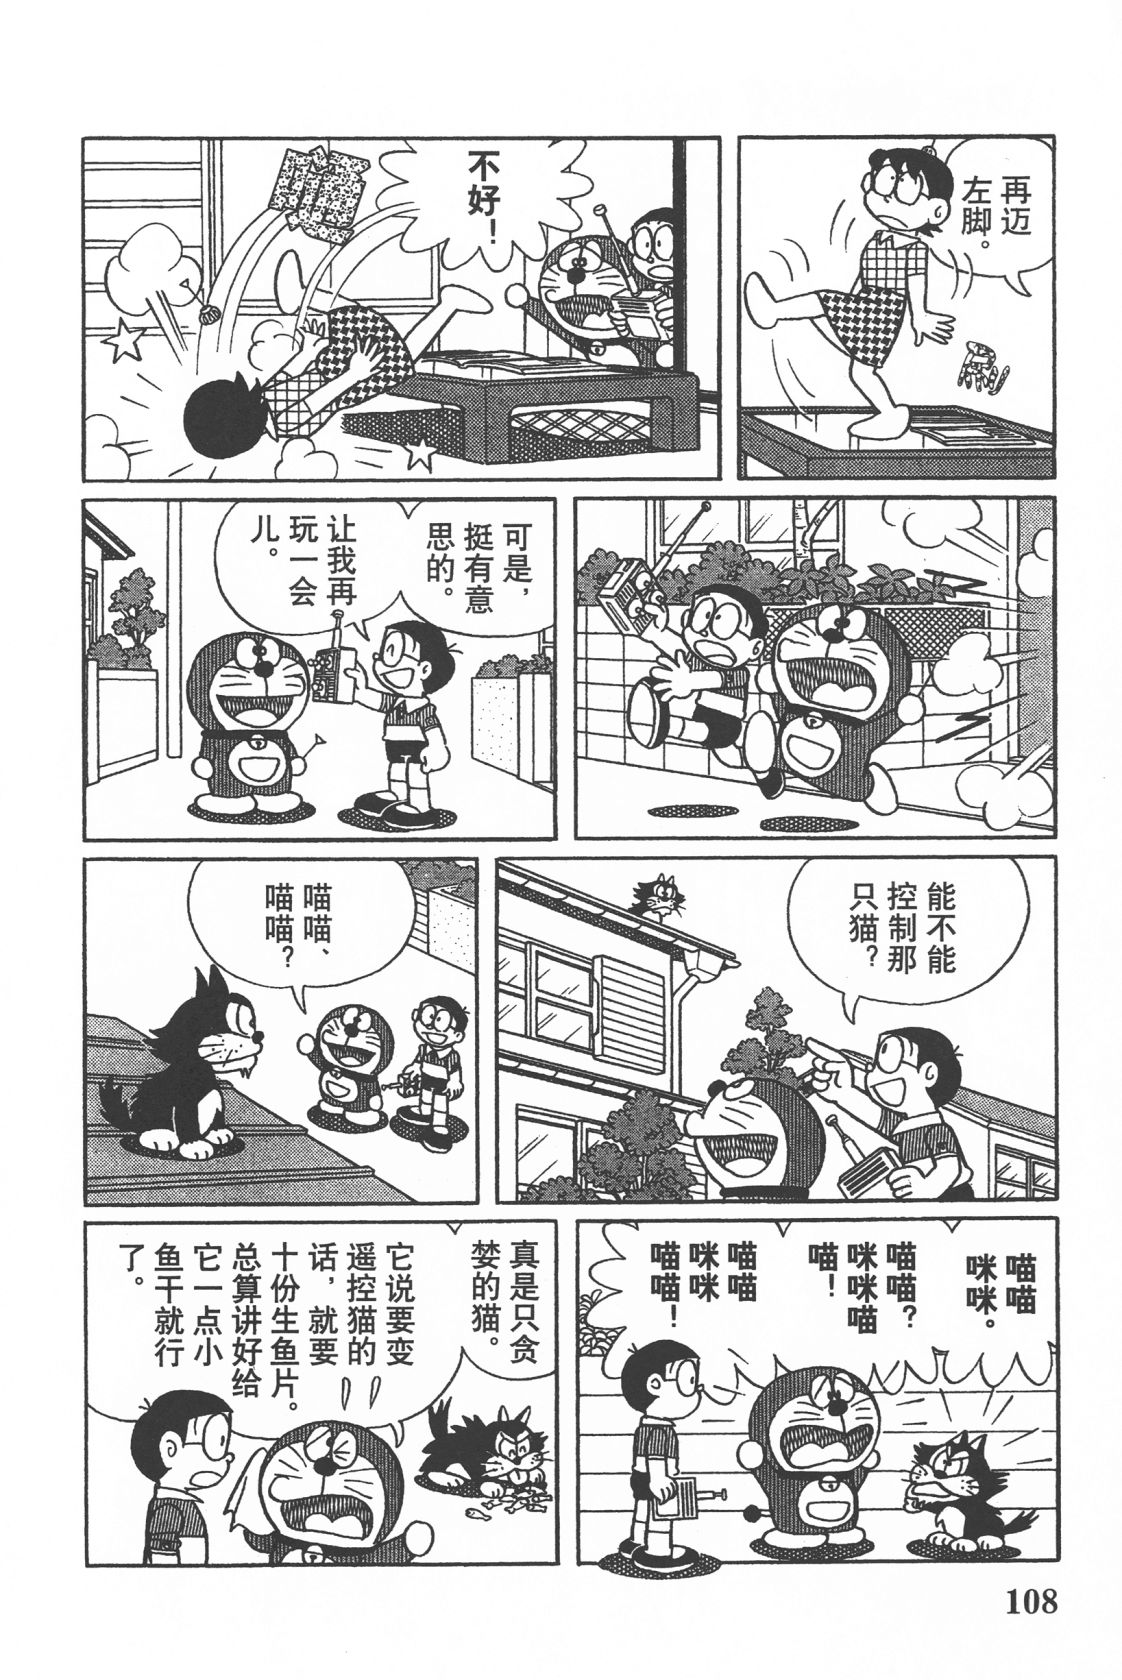 再迈
左脚。
不好！
可是，
挺有意
思的。
让我再
玩一会
儿。
能不能
控制那
只猫？
喵喵、
喵喵？
喵喵
咪咪。
喵喵？
咪咪喵
喵！
喵喵
咪咪
喵喵！
真是只贪
婪的猫。
它说要变
遥控猫的
话，就要
十份生鱼片。
总算讲好给
它一点小
鱼干就行
了。
108